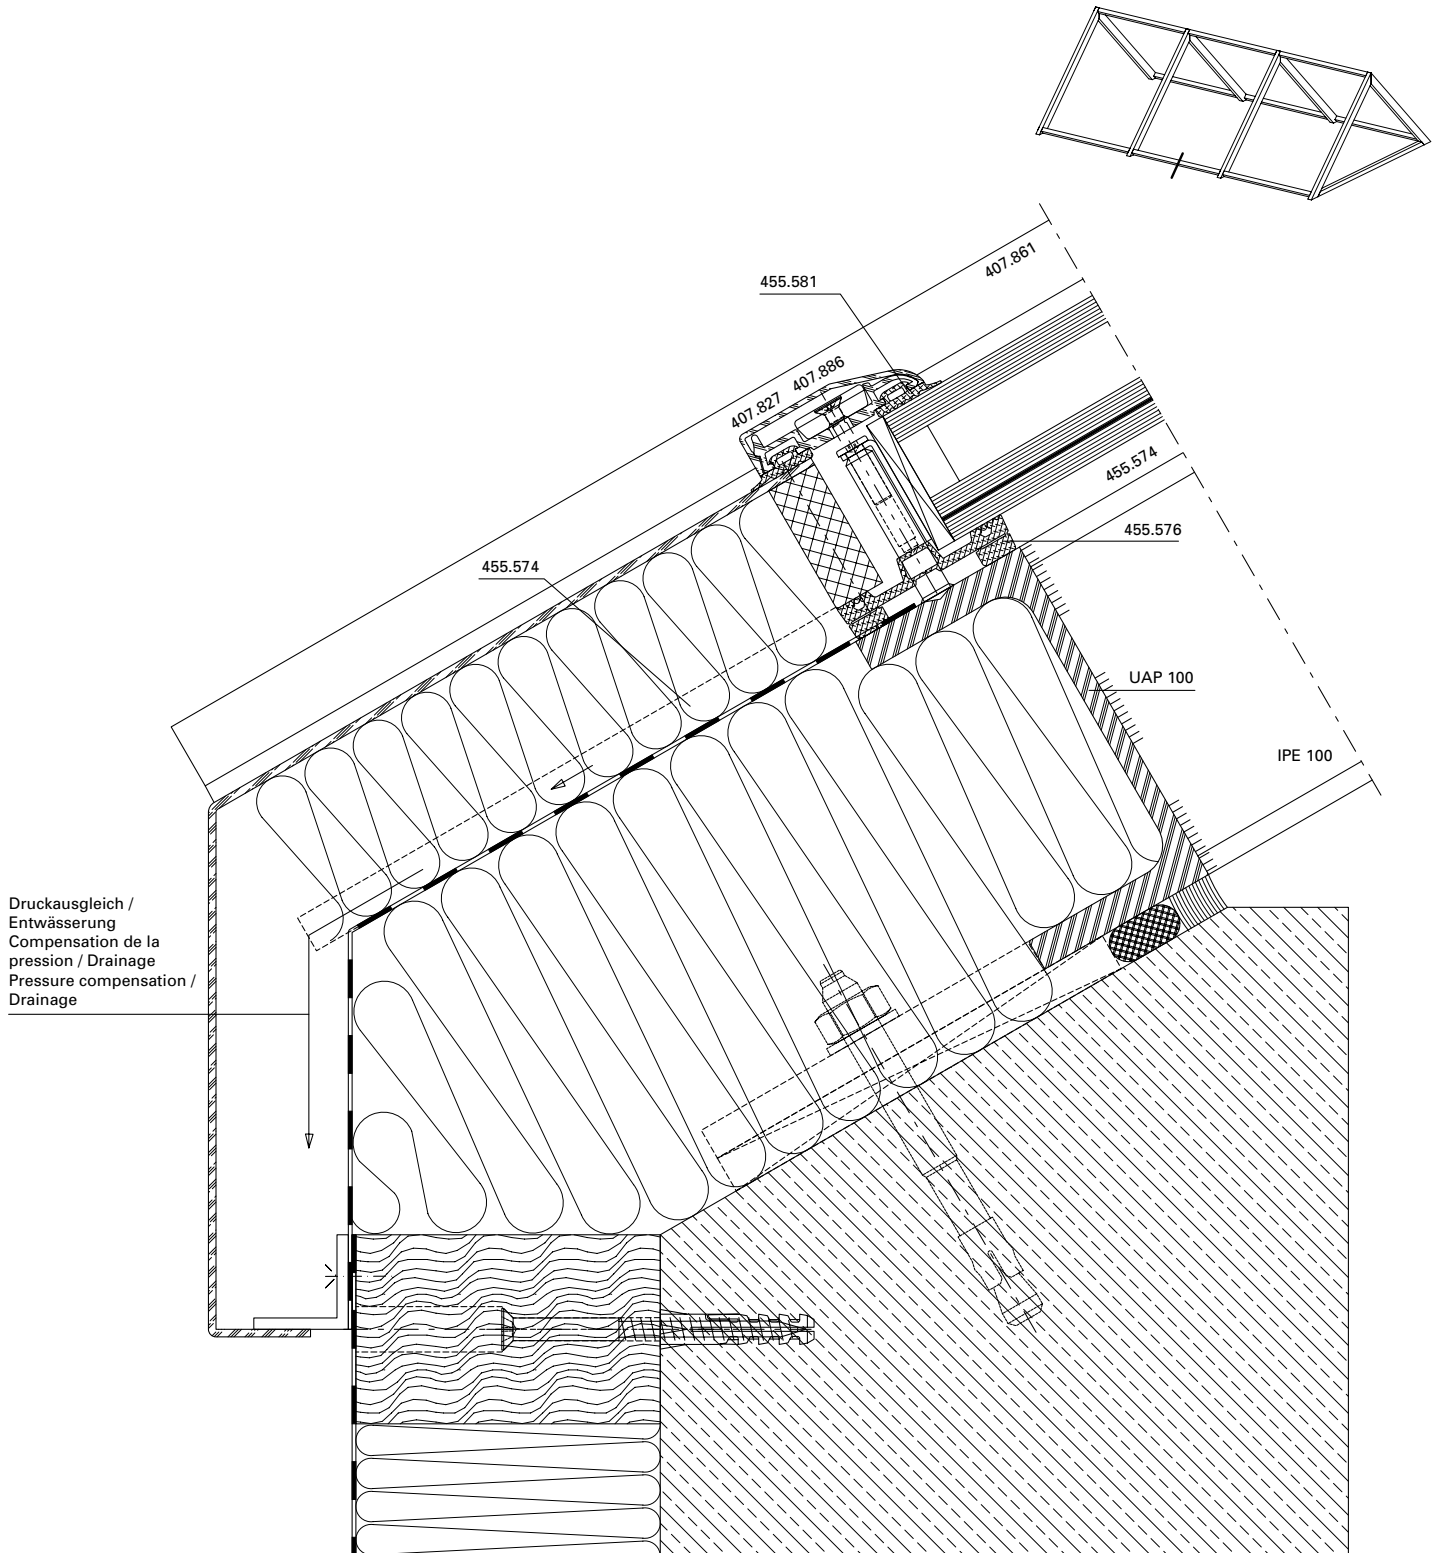 407.861
455.581
407.886
407.827
455.574
455.576
455.574
UAP 100
IPE 100
Druckausgleich /
Entwässerung
Compensation de la
pression / Drainage
Pressure compensation /
Drainage